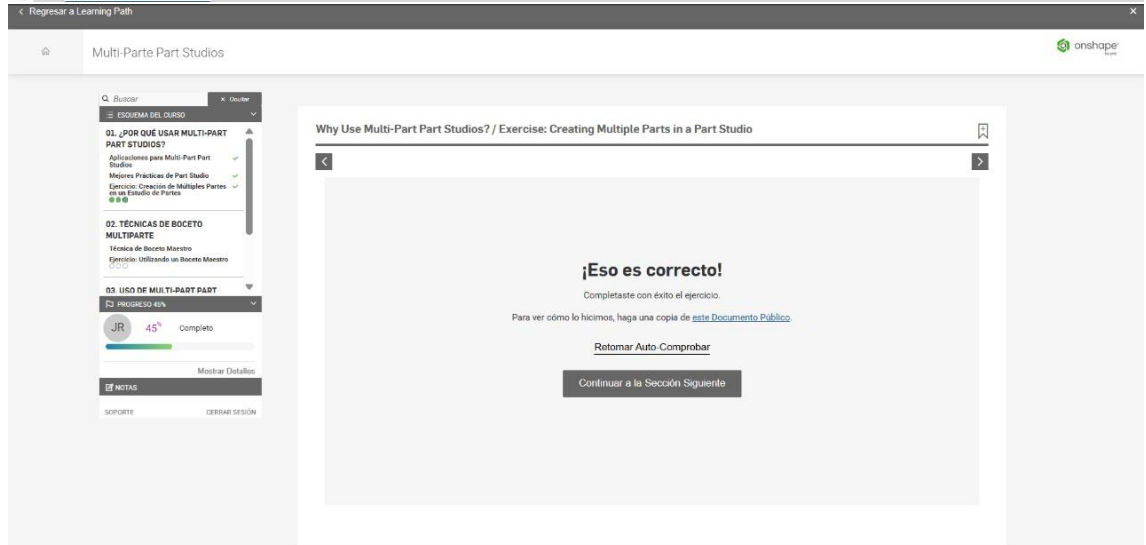 Regresar a Learning Path
Multi-Parte Part Studios
onshape
Buscar
Ocultar
ESQUEMA DEL CURSO
01. ¿POR QUÉ USAR MULTI-PART
PART STUDIOS?
Aplicaciones para Multi-Part Part
Studios
Mejores Prácticas de Part Studio
Ejercicio: Creación de Múltiples Partes
en un Estudio de Partes
02. TÉCNICAS DE BOCETO
MULTIPARTE
Técnica de Boceto Maestro
Ejercicio: Utilizando un Boceto Maestro
03. USO DE MULTI-PART PART
PROGRESO 45%
JR 45% Completo
Mostrar Detalles
NOTAS
SOPORTE CERRAR SESIÓN
Why Use Multi-Part Part Studios? / Exercise: Creating Multiple Parts in a Part Studio
¡Eso es correcto!
Completaste con éxito el ejercicio.
Para ver cómo lo hicimos, haga una copia de este Documento Público.
Retomar Auto-Comprobar
Continuar a la Sección Siguiente